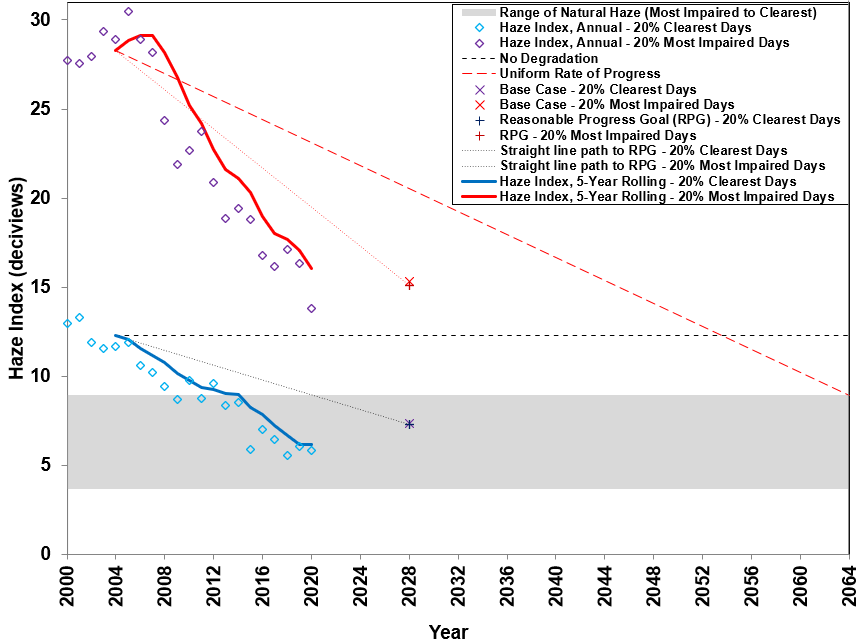 30
25
20
15
10
5
0
Haze Index (deciviews)
Range of Natural Haze (Most Impaired to Clearest)
Haze Index, Annual - 20% Clearest Days
Haze Index, Annual - 20% Most Impaired Days
No Degradation
Uniform Rate of Progress
Base Case - 20% Clearest Days
Base Case - 20% Most Impaired Days
Reasonable Progress Goal (RPG) - 20% Clearest Days
RPG - 20% Most Impaired Days
Straight line path to RPG - 20% Clearest Days
Straight line path to RPG - 20% Most Impaired Days
Haze Index, 5-Year Rolling - 20% Clearest Days
Haze Index, 5-Year Rolling - 20% Most Impaired Days
2000
2004
2008
2012
2016
2020
2024
2028
2032
2036
2040
2044
2048
2052
2056
2060
2064
Year